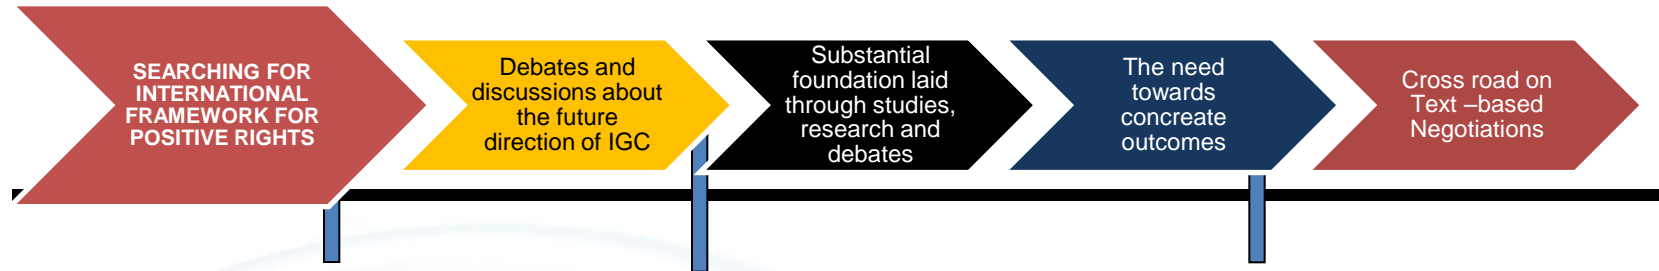 SEARCHING FOR
INTERNATIONAL
FRAMEWORK FOR
POSITIVE RIGHTS
Debates and
discussions about
the future
direction of IGC
Substantial
foundation laid
through studies,
research and
debates
The need
towards
concreate
outcomes
Cross road on
Text –based
Negotiations